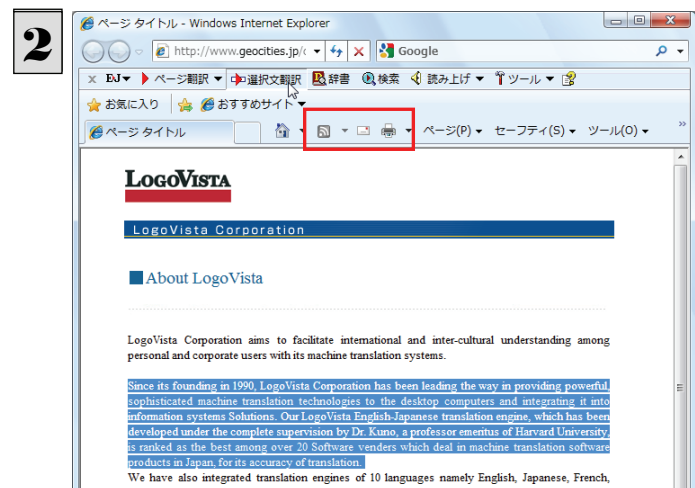 2
ページ タイトル - Windows Internet Explorer
http://www.geocities.jp/c
Google
x EJ ページ翻訳 選択文翻訳 辞書 検索 読み上げ ツール
お気に入り おすすめサイト
ページ タイトル ページ(P) セーフティ(S) ツール(O) »
LOGOVISTA
LogoVista Corporation
About LogoVista
LogoVista Corporation aims to facilitate international and inter-cultural understanding among
personal and corporate users with its machine translation systems.
Since its founding in 1990, LogoVista Corporation has been leading the way in providing powerful,
sophisticated machine translation technologies to the desktop computers and integrating it into
information systems Solutions. Our LogoVista English-Japanese translation engine, which has been
developed under the complete supervision by Dr. Kuno, a professor emeritus of Harvard University,
is ranked as the best among over 20 Software venders which deal in machine translation software
products in Japan, for its accuracy of translation.
We have also integrated translation engines of 10 languages namely English, Japanese, French,